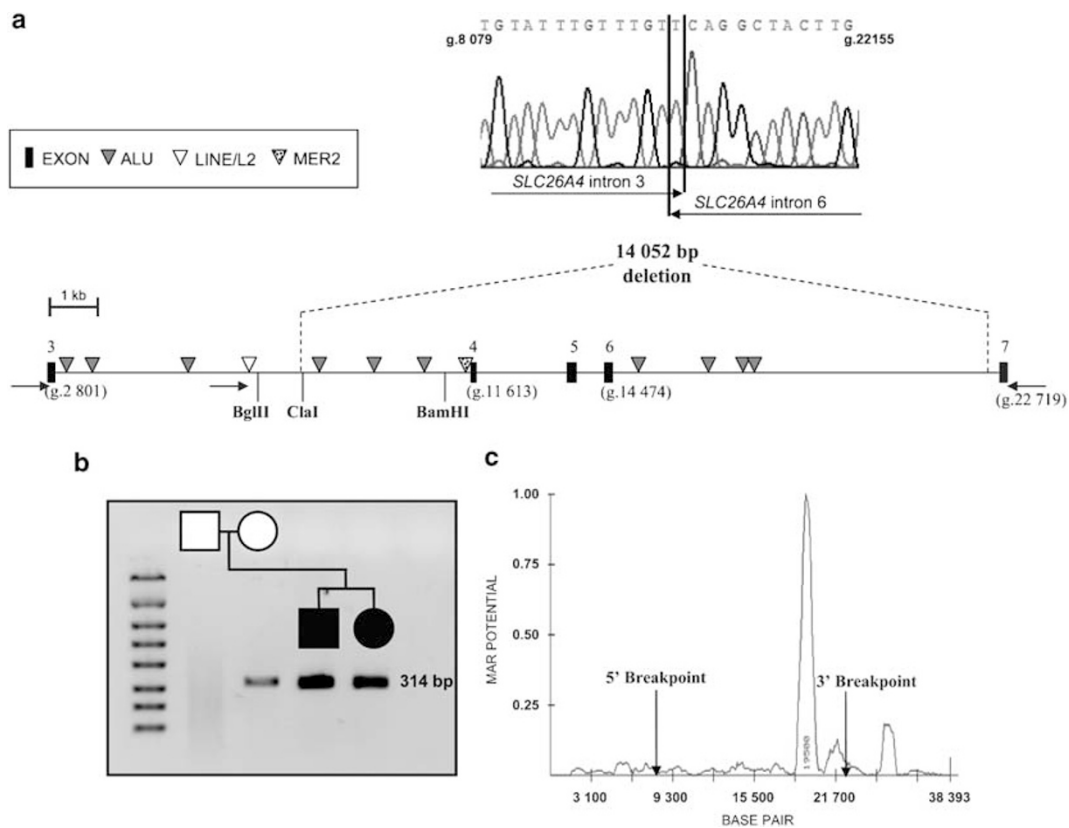 a
TGTATTTGTTTGTTCAGGCTACTTG
g.8 079
g.22155
EXON ALU LINE/L2 MER2
SLC26A4 intron 3
SLC26A4 intron 6
14 052 bp
deletion
1 kb
3 4 5 6 7
(g.2 801) (g.11 613) (g.14 474) (g.22 719)
BglII ClaI BamHI
b
314 bp
c
MAR POTENTIAL
1.00
0.75
0.50
0.25
5’ Breakpoint
3’ Breakpoint
19500
3 100 9 300 15 500 21 700 38 393
BASE PAIR